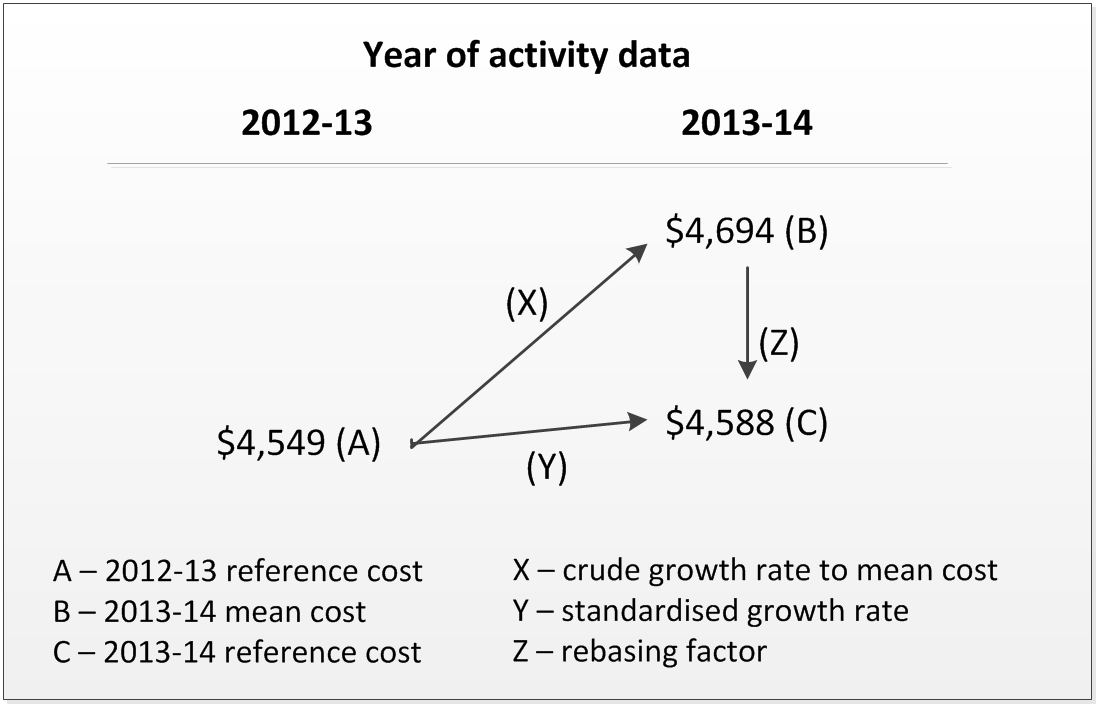 Year of activity data
2012-13 2013-14
$4,694 (B)
(X)
(Z)
$4,588 (C)
$4,549 (A)
(Y)
A – 2012-13 reference cost
B – 2013-14 mean cost
C – 2013-14 reference cost
X – crude growth rate to mean cost
Y – standardised growth rate
Z – rebasing factor